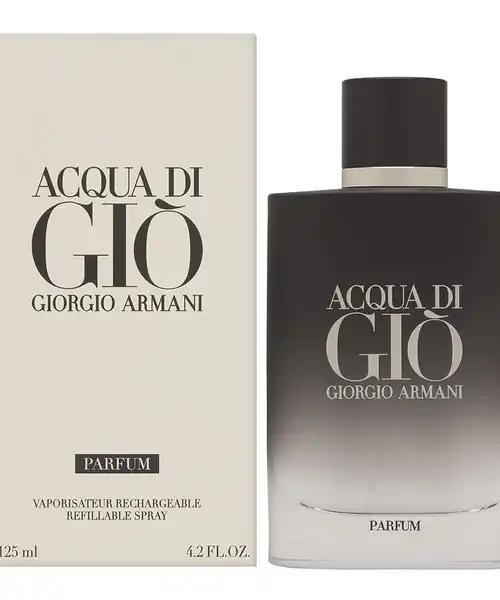 ACQUA DI
GIÒ
GIORGIO ARMANI
PARFUM
VAPORISATEUR RECHARGEABLE
REFILLABLE SPRAY
125 ml 4.2 FL.OZ.
ACQUA DI
GIÒ
GIORGIO ARMANI
PARFUM